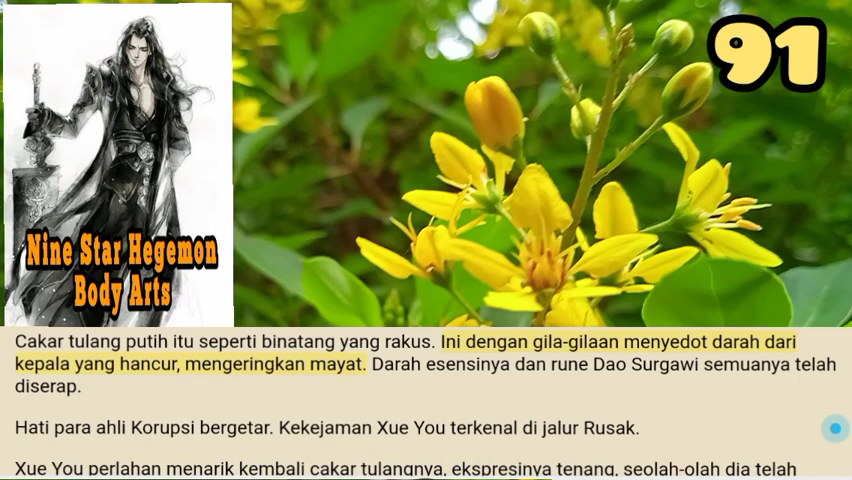 91
Nine Star Hegemon
Body Arts
Cakar tulang putih itu seperti binatang yang rakus. Ini dengan gila-gilaan menyedot darah dari
kepala yang hancur, mengeringkan mayat. Darah esensinya dan rune Dao Surgawi semuanya telah
diserap.
Hati para ahli Korupsi bergetar. Kekejaman Xue You terkenal di jalur Rusak.
Xue You perlahan menarik kembali cakar tulangnya, ekspresinya tenang, seolah-olah dia telah